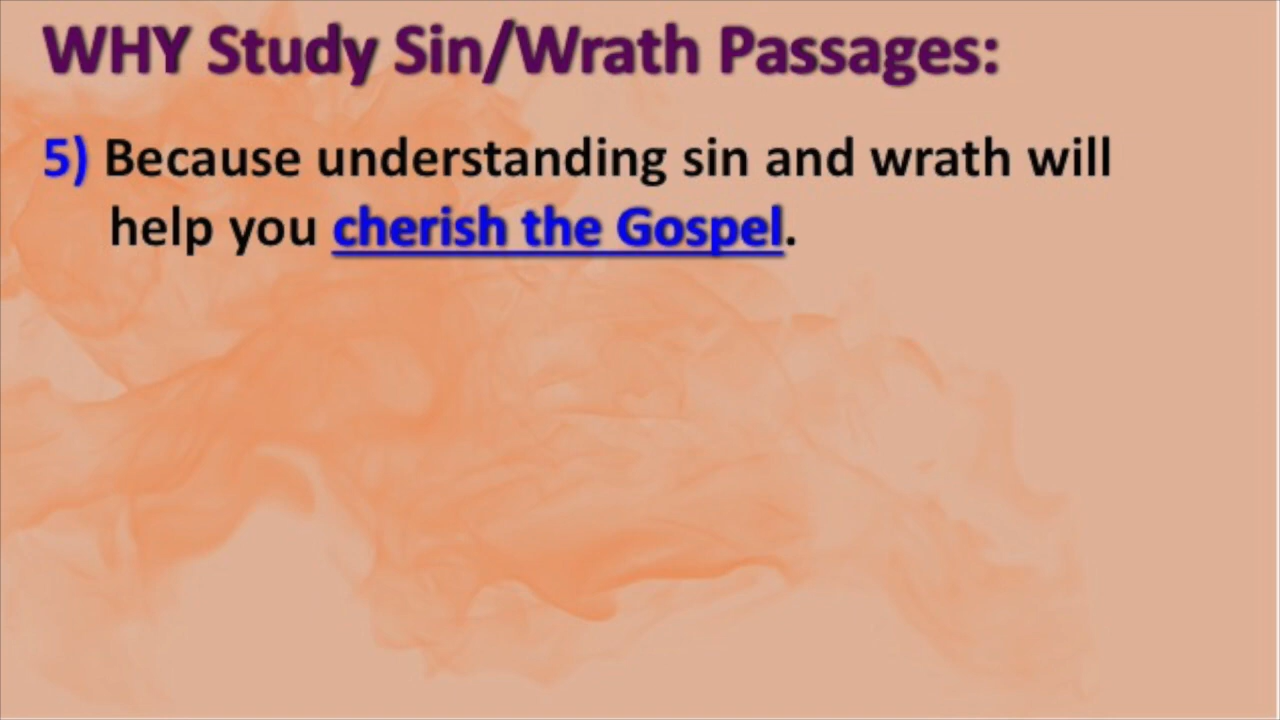 WHY Study Sin/Wrath Passages:
5) Because understanding sin and wrath will
help you cherish the Gospel.